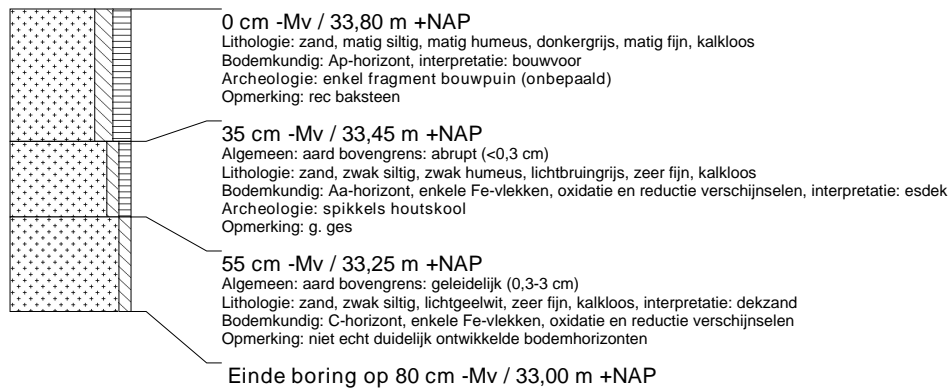 0 cm -Mv / 33,80 m +NAP
Lithologie: zand, matig siltig, matig humeus, donkergrijs, matig fijn, kalkloos
Bodemkundig: Ap-horizont, interpretatie: bouwvoor
Archeologie: enkel fragment bouwpuin (onbepaald)
Opmerking: rec baksteen
35 cm -Mv / 33,45 m +NAP
Algemeen: aard bovengrens: abrupt (<0,3 cm)
Lithologie: zand, zwak siltig, zwak humeus, lichtbruingrijs, zeer fijn, kalkloos
Bodemkundig: Aa-horizont, enkele Fe-vlekken, oxidatie en reductie verschijnselen, interpretatie: esdek
Archeologie: spikkels houtskool
Opmerking: g. ges
55 cm -Mv / 33,25 m +NAP
Algemeen: aard bovengrens: geleidelijk (0,3-3 cm)
Lithologie: zand, zwak siltig, lichtgeelwit, zeer fijn, kalkloos, interpretatie: dekzand
Bodemkundig: C-horizont, enkele Fe-vlekken, oxidatie en reductie verschijnselen
Opmerking: niet echt duidelijk ontwikkelde bodemhorizonten
Einde boring op 80 cm -Mv / 33,00 m +NAP